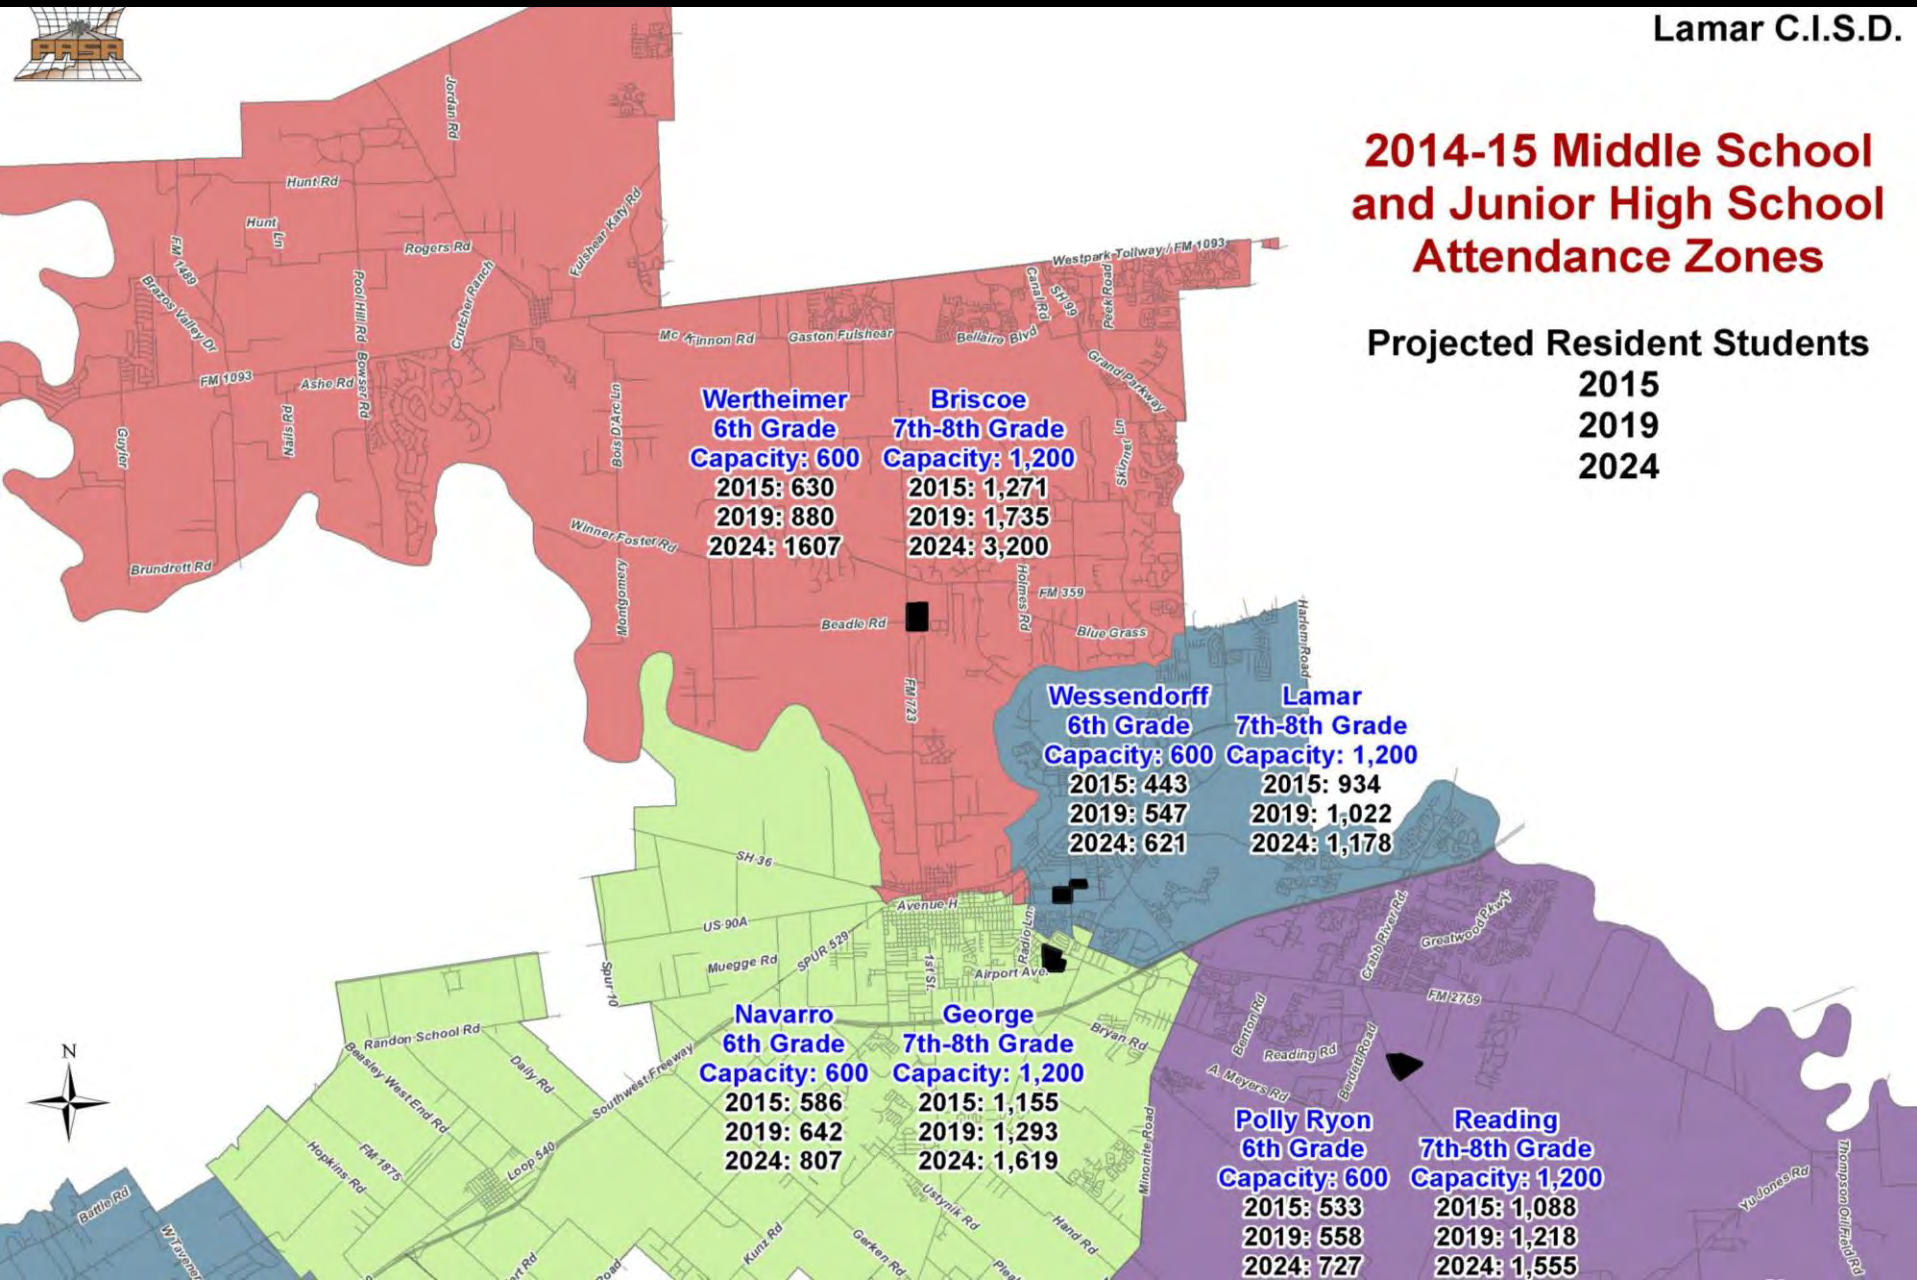 AASA
Lamar C.I.S.D.
2014-15 Middle School
and Junior High School
Attendance Zones
Projected Resident Students
2015
2019
2024
Jordan Rd
Hunt Rd
Hunt Ln
FM 1489
Rogers Rd
Fulshear Katy Rd
Brazos Valley Dr
Pool Hill Rd
Crutcher Ranch
Westpark Tollway / FM 1093
Canal Rd
SH 99
Peek Road
Mc Kinnon Rd
Gaston Fulshear
Bellaire Blvd
Grand Parkway
FM 1093
Ashe Rd
Bowser Rd
Nails Rd
Guyler
Bois D'Arc Ln
Skinner Ln
Wertheimer
6th Grade
Capacity: 600
2015: 630
2019: 880
2024: 1607
Briscoe
7th-8th Grade
Capacity: 1,200
2015: 1,271
2019: 1,735
2024: 3,200
Winner Foster Rd
Brundrett Rd
Montgomery
Holmes Rd
FM 359
Beadle Rd
Blue Grass
Harlem Road
FM 723
Wessendorff
6th Grade
Capacity: 600
2015: 443
2019: 547
2024: 621
Lamar
7th-8th Grade
Capacity: 1,200
2015: 934
2019: 1,022
2024: 1,178
SH 36
Avenue H
US 90A
SPUR 529
Radio Ln
Crabb River Rd
Greatwood Pkwy
Muegge Rd
Spur 10
1st St.
Airport Ave
FM 2759
Navarro
6th Grade
Capacity: 600
2015: 586
2019: 642
2024: 807
George
7th-8th Grade
Capacity: 1,200
2015: 1,155
2019: 1,293
2024: 1,619
Bryan Rd
Benton Rd
Reading Rd
Berdett Road
A. Meyers Rd
Randon School Rd
Beasley West End Rd
Daily Rd
Southwest Freeway
N
Polly Ryon
6th Grade
Capacity: 600
2015: 533
2019: 558
2024: 727
Reading
7th-8th Grade
Capacity: 1,200
2015: 1,088
2019: 1,218
2024: 1,555
Minonite Road
Hopkins Rd
FM 1875
Loop 540
Ustynik Rd
Hand Rd
Yu Jones Rd
Thompson Oil Field Rd
Battle Rd
W Tavener
Kunz Rd
Gerken Rd
Road